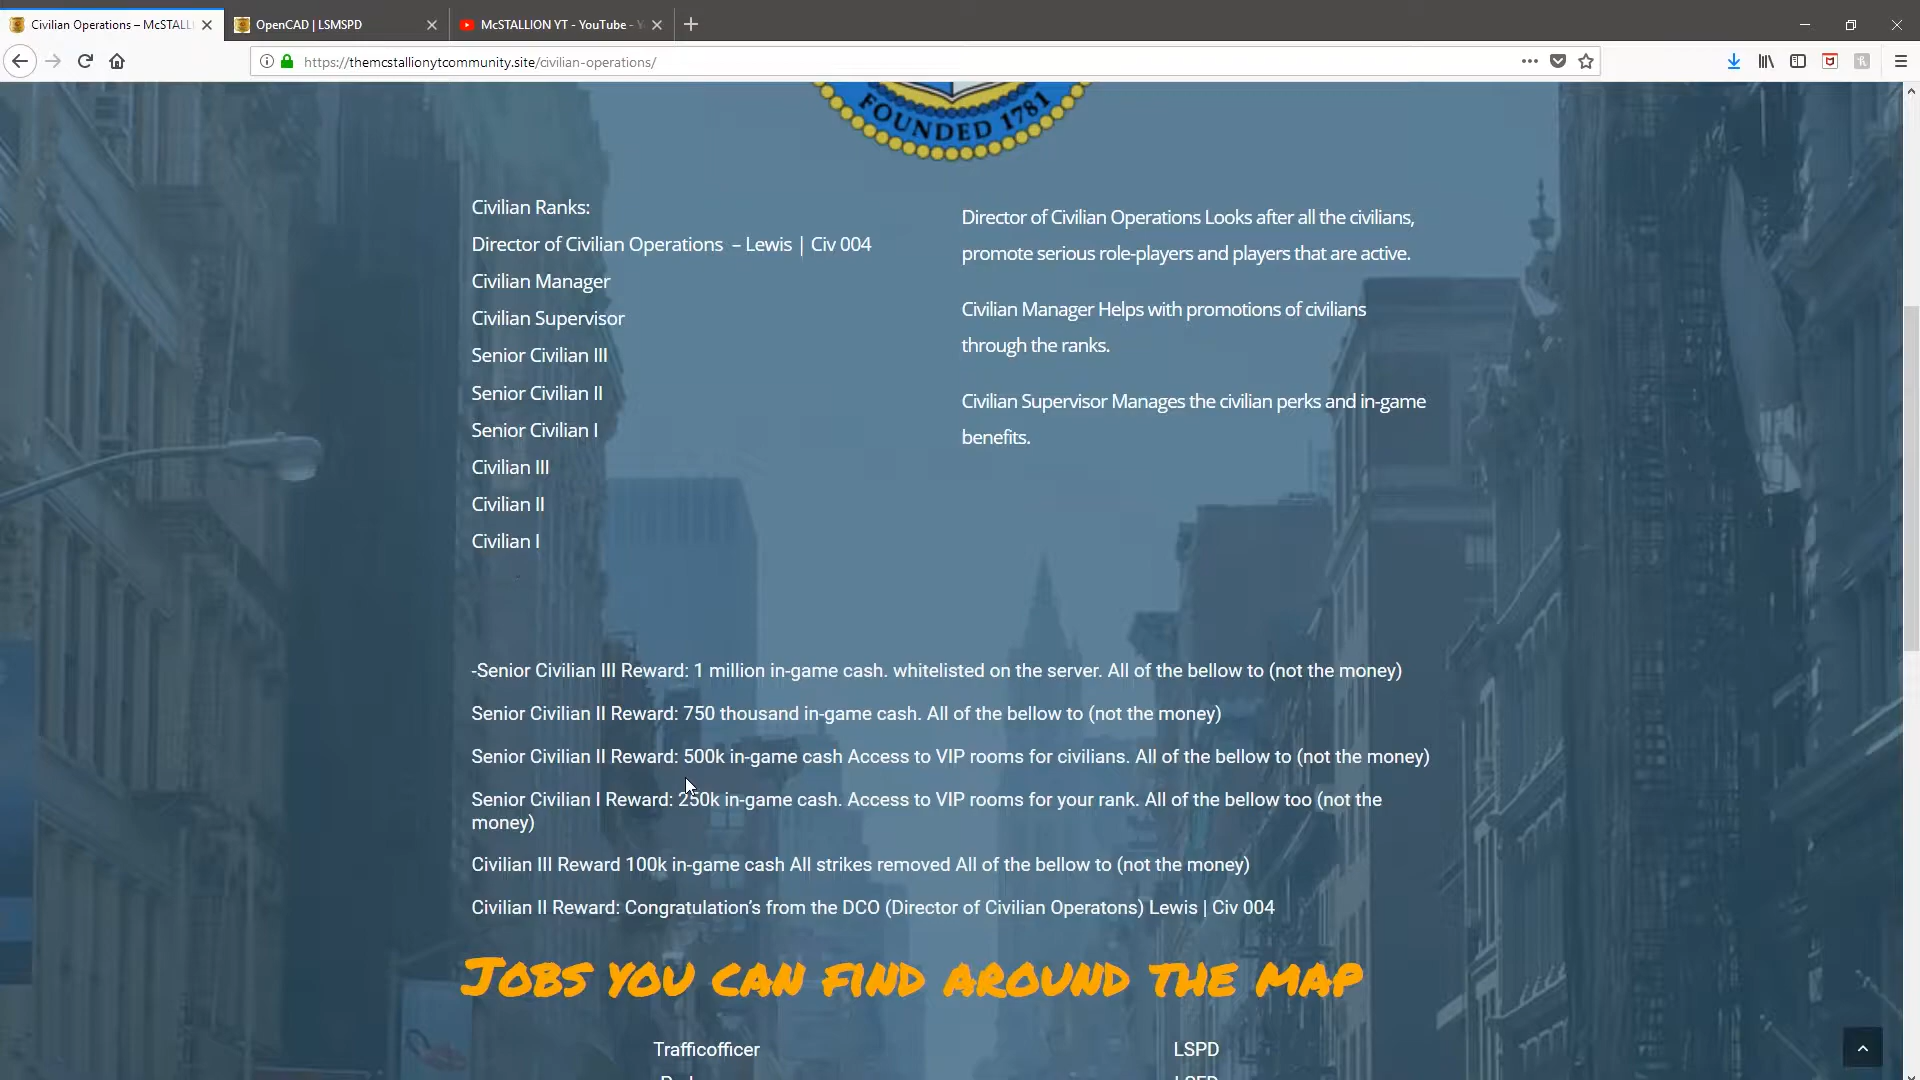 Civilian Operations – McSTALL
OpenCAD | LSMSPD
McSTALLION YT - YouTube -
https://themcstallionytcommunity.site/civilian-operations/
FOUNDED 1781
Civilian Ranks:
Director of Civilian Operations – Lewis | Civ 004
Civilian Manager
Civilian Supervisor
Senior Civilian III
Senior Civilian II
Senior Civilian I
Civilian III
Civilian II
Civilian I
Director of Civilian Operations Looks after all the civilians,
promote serious role-players and players that are active.
Civilian Manager Helps with promotions of civilians
through the ranks.
Civilian Supervisor Manages the civilian perks and in-game
benefits.
-Senior Civilian III Reward: 1 million in-game cash. whitelisted on the server. All of the bellow to (not the money)
Senior Civilian II Reward: 750 thousand in-game cash. All of the bellow to (not the money)
Senior Civilian II Reward: 500k in-game cash Access to VIP rooms for civilians. All of the bellow to (not the money)
Senior Civilian I Reward: 250k in-game cash. Access to VIP rooms for your rank. All of the bellow too (not the
money)
Civilian III Reward 100k in-game cash All strikes removed All of the bellow to (not the money)
Civilian II Reward: Congratulation's from the DCO (Director of Civilian Operatons) Lewis | Civ 004
Jobs you can find around the map
Trafficofficer
LSPD